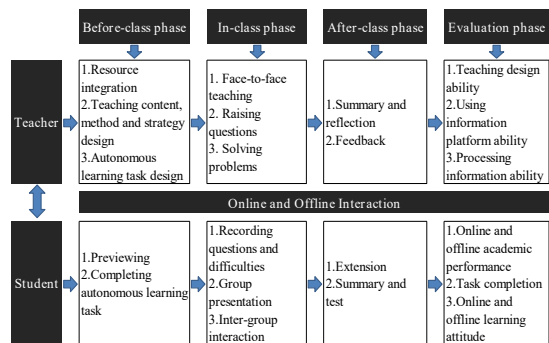 Before-class phase
In-class phase
After-class phase
Evaluation phase
Teacher
1.Resource
integration
2.Teaching content,
method and strategy
design
3.Autonomous
learning task design
1. Face-to-face
teaching
2. Raising
questions
3. Solving
problems
1.Summary and
reflection
2.Feedback
1.Teaching design
ability
2.Using
information
platform ability
3.Processing
information ability
Online and Offline Interaction
Student
1.Previewing
2.Completing
autonomous learning
task
1.Recording
questions and
difficulties
2.Group
presentation
3.Inter-group
interaction
1.Extension
2.Summary and
test
1.Online and
offline academic
performance
2.Task completion
3.Online and
offline learning
attitude